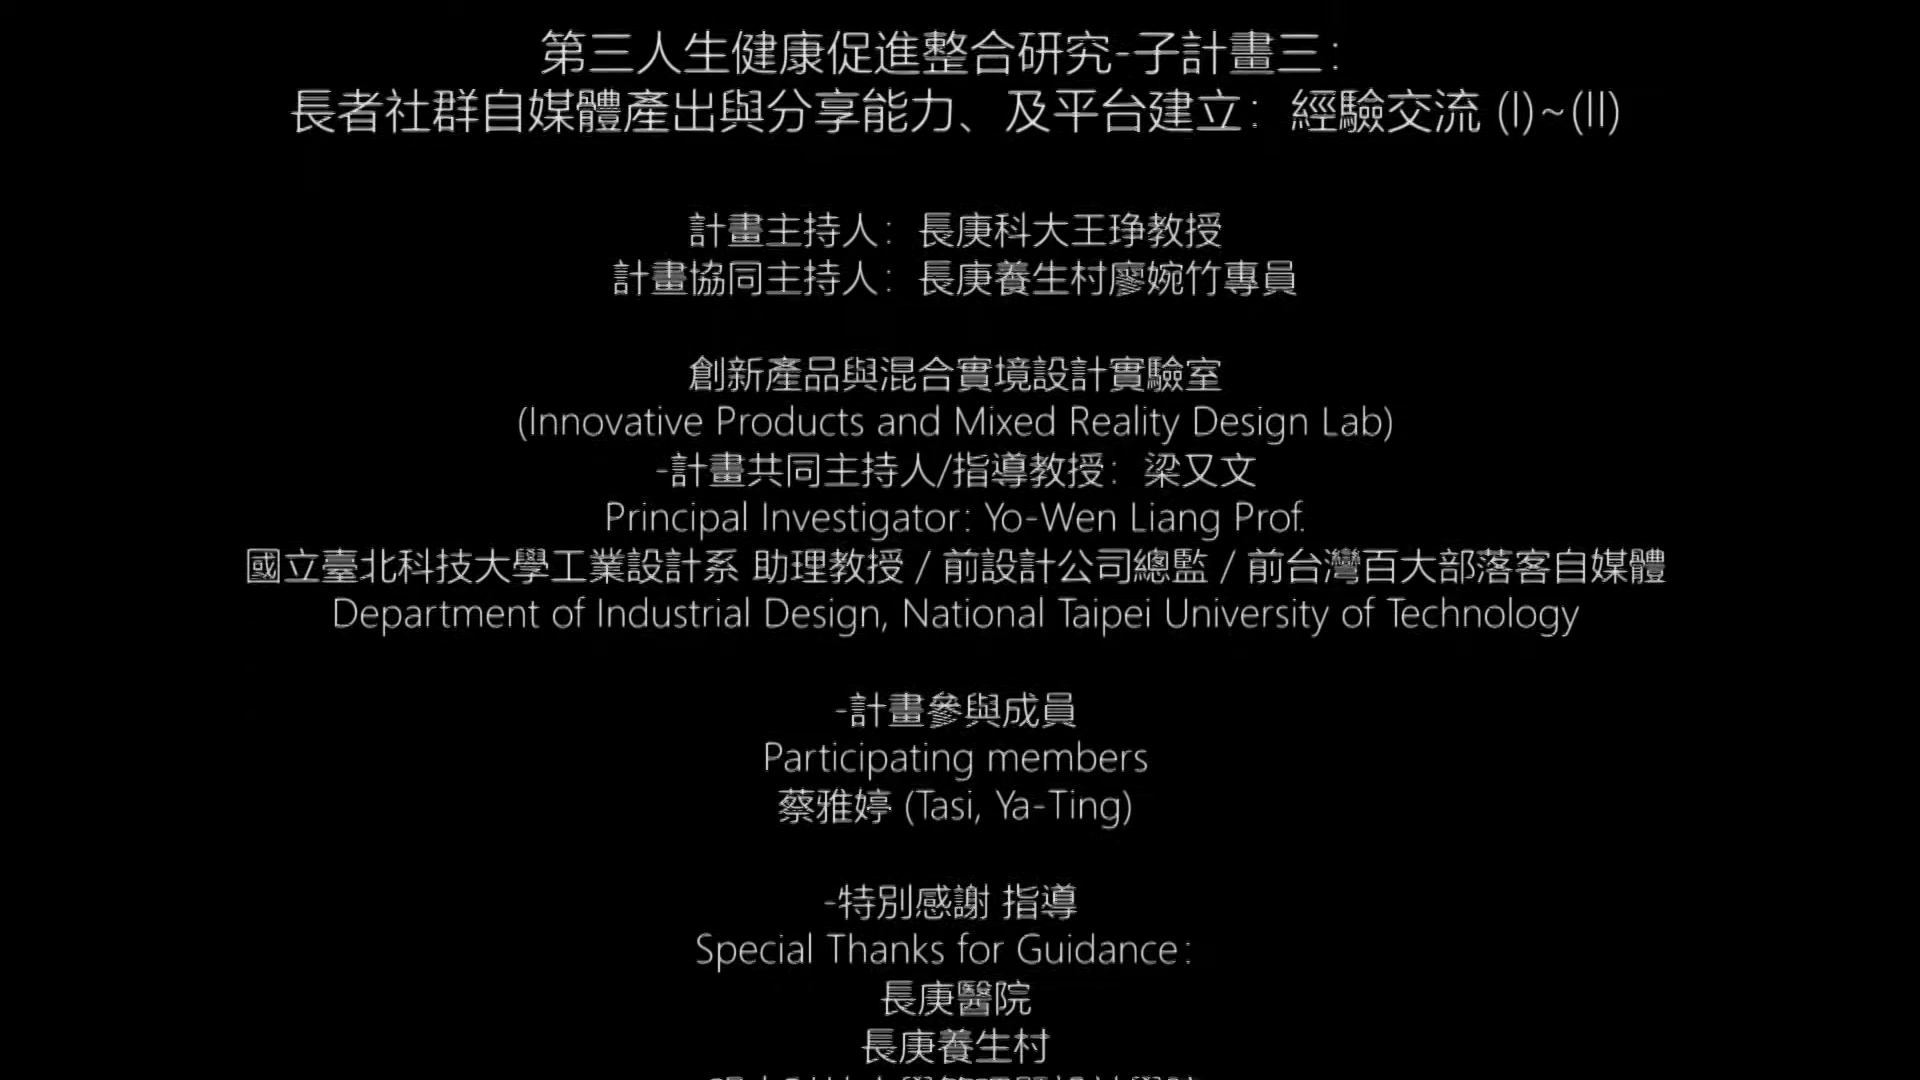 第三人生健康促進整合研究-子計畫三：
長者社群自媒體產出與分享能力、及平台建立：經驗交流 (I)~(II)
計畫主持人：長庚科大王琤教授
計畫協同主持人：長庚養生村廖婉竹專員
創新產品與混合實境設計實驗室
(Innovative Products and Mixed Reality Design Lab)
-計畫共同主持人/指導教授：梁又文
Principal Investigator: Yo-Wen Liang Prof.
國立臺北科技大學工業設計系 助理教授 / 前設計公司總監 / 前台灣百大部落客自媒體
Department of Industrial Design, National Taipei University of Technology
-計畫參與成員
Participating members
蔡雅婷 (Tasi, Ya-Ting)
-特別感謝 指導
Special Thanks for Guidance:
長庚醫院
長庚養生村